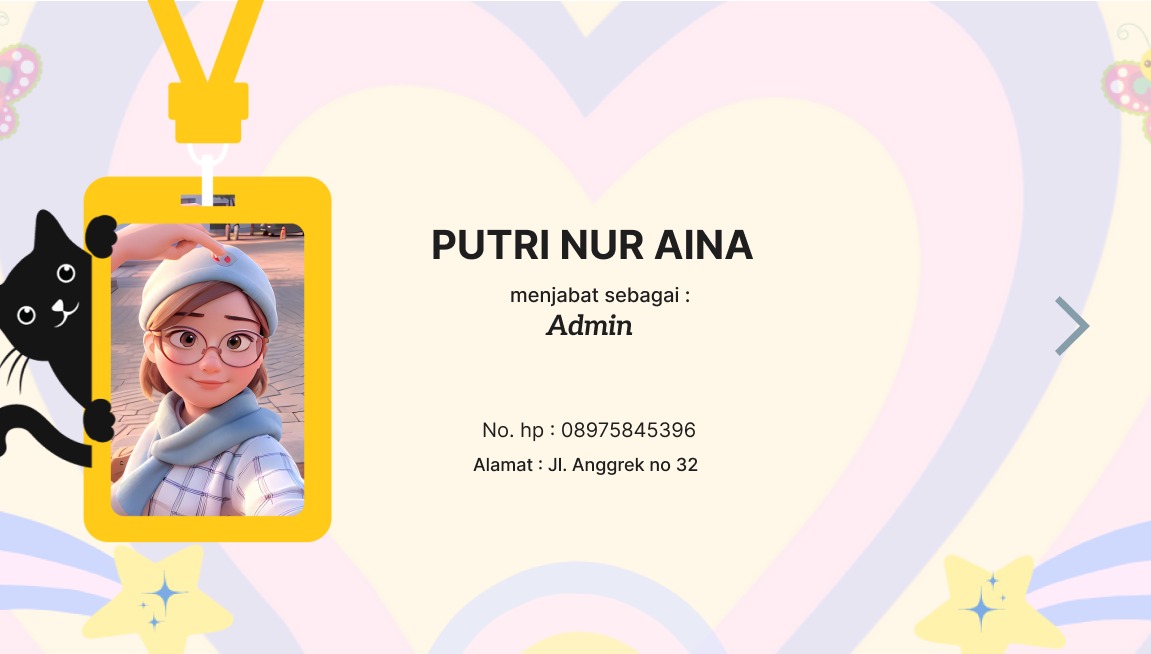 PUTRI NUR AINA
menjabat sebagai :
Admin
No. hp : 08975845396
Alamat : Jl. Anggrek no 32